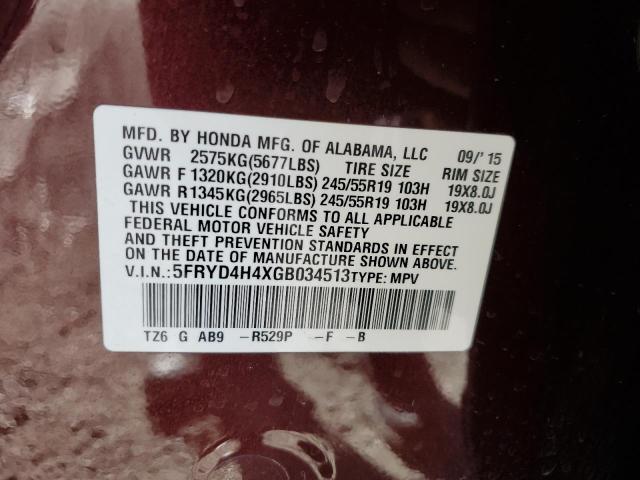 MFD. BY HONDA MFG. OF ALABAMA, LLC 09/' 15
GVWR 2575KG(5677LBS) TIRE SIZE RIM SIZE
GAWR F 1320KG(2910LBS) 245/55R19 103H 19X8.0J
GAWR R1345KG(2965LBS) 245/55R19 103H 19X8.0J
THIS VEHICLE CONFORMS TO ALL APPLICABLE
FEDERAL MOTOR VEHICLE SAFETY
AND THEFT PREVENTION STANDARDS IN EFFECT
ON THE DATE OF MANUFACTURE SHOWN ABOVE.
V.I.N.:5FRYD4H4XGB034513TYPE: MPV
TZ6 G AB9 –R529P –F –B